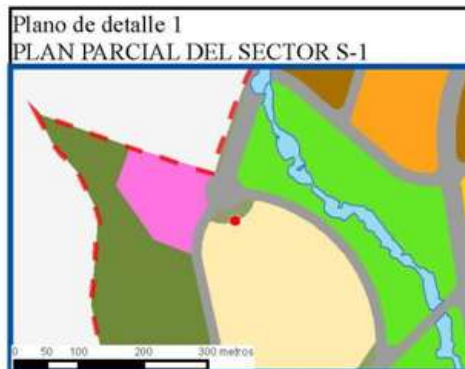 Plano de detalle 1
PLAN PARCIAL DEL SECTOR S-1
0 50 100 200 300 metros